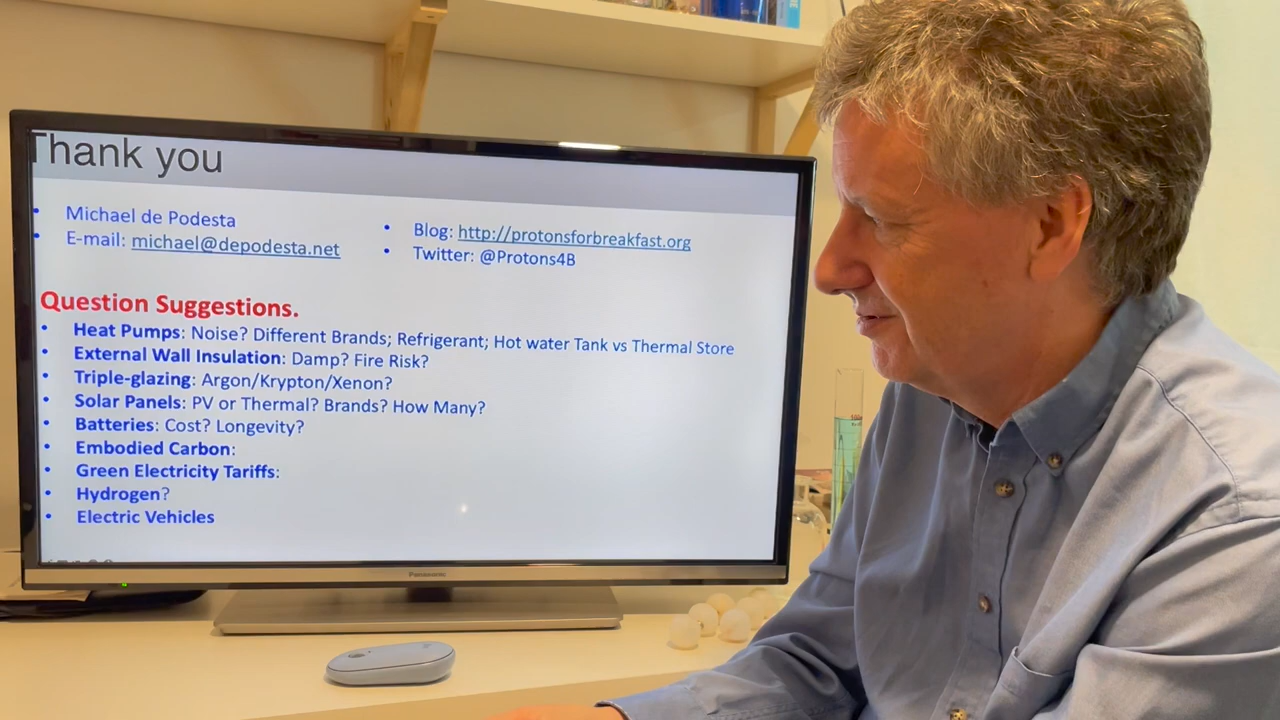 Thank you
Michael de Podesta
E-mail: michael@depodesta.net
Blog: http://protonsforbreakfast.org
Twitter: @Protons4B
Question Suggestions.
Heat Pumps: Noise? Different Brands; Refrigerant; Hot water Tank vs Thermal Store
External Wall Insulation: Damp? Fire Risk?
Triple-glazing: Argon/Krypton/Xenon?
Solar Panels: PV or Thermal? Brands? How Many?
Batteries: Cost? Longevity?
Embodied Carbon:
Green Electricity Tariffs:
Hydrogen?
Electric Vehicles
Panasonic